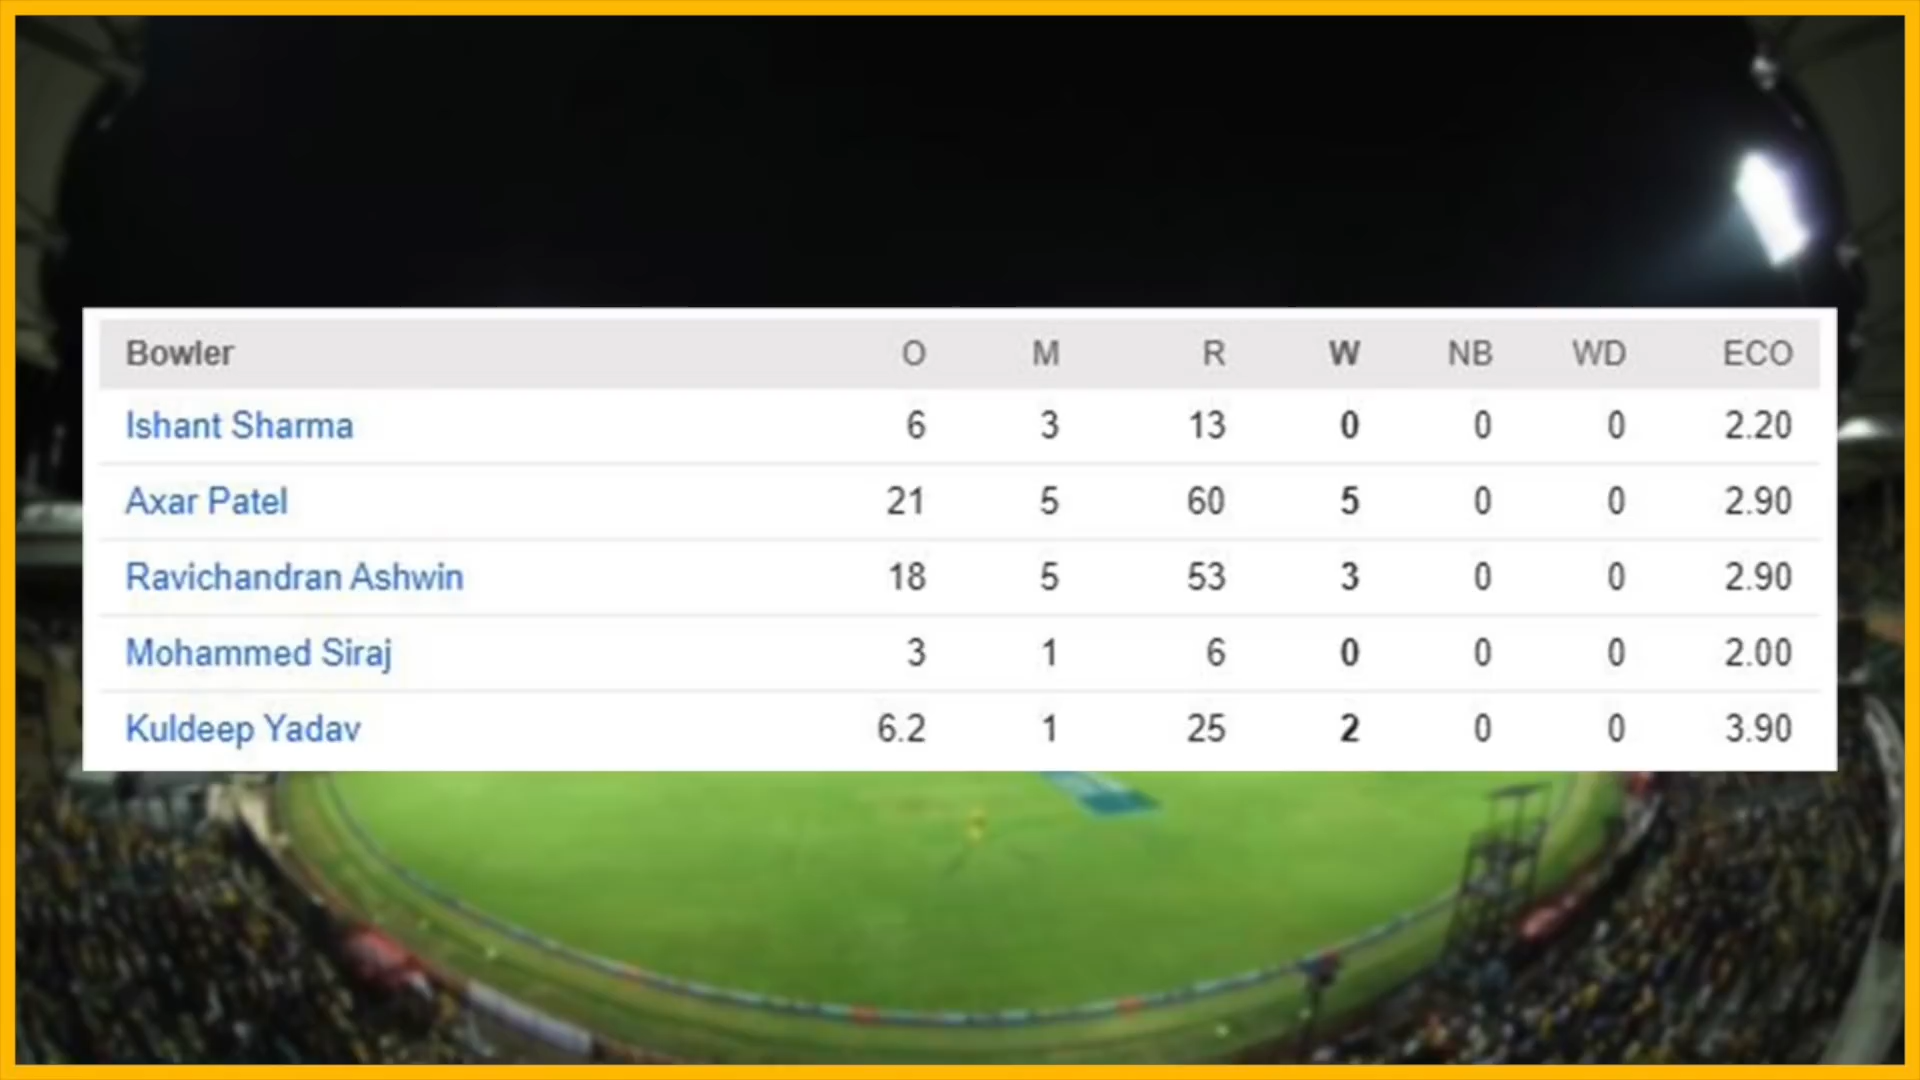 Bowler O M R W NB WD ECO
Ishant Sharma 6 3 13 0 0 0 2.20
Axar Patel 21 5 60 5 0 0 2.90
Ravichandran Ashwin 18 5 53 3 0 0 2.90
Mohammed Siraj 3 1 6 0 0 0 2.00
Kuldeep Yadav 6.2 1 25 2 0 0 3.90